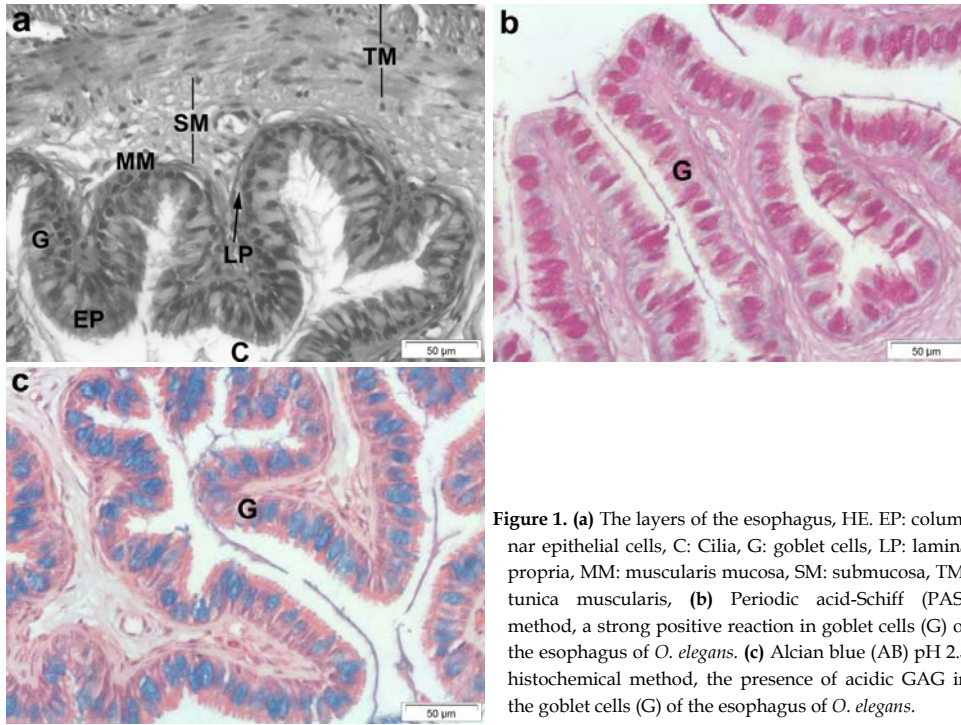 a
TM
SM
MM
G
LP
EP
C
50 µm
b
G
50 µm
c
G
50 µm
Figure 1. (a) The layers of the esophagus, HE. EP: colum
nar epithelial cells, C: Cilia, G: goblet cells, LP: lamina
propria, MM: muscularis mucosa, SM: submucosa, TM
tunica muscularis, (b) Periodic acid-Schiff (PAS
method, a strong positive reaction in goblet cells (G) o
the esophagus of O. elegans. (c) Alcian blue (AB) pH 2.
histochemical method, the presence of acidic GAG in
the goblet cells (G) of the esophagus of O. elegans.